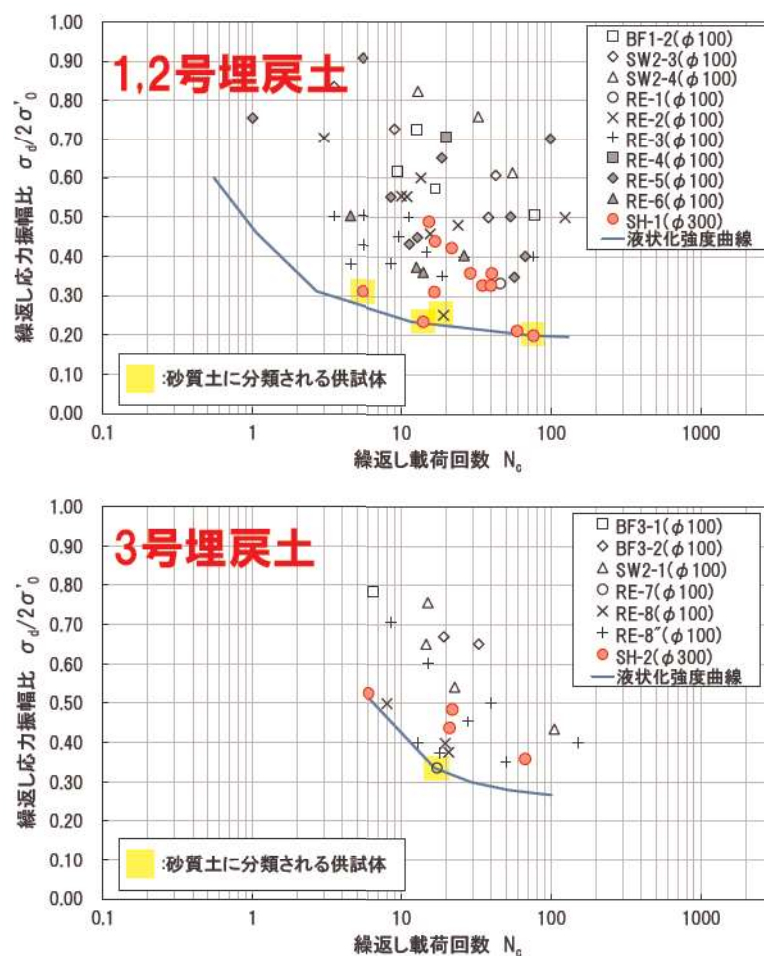 1,2号埋戻土
繰返し応力振幅比 σd/2σ'0
1.00
0.90
0.80
0.70
0.60
0.50
0.40
0.30
0.20
0.10
0.00
BF1-2(φ100)
SW2-3(φ100)
SW2-4(φ100)
RE-1(φ100)
RE-2(φ100)
RE-3(φ100)
RE-4(φ100)
RE-5(φ100)
RE-6(φ100)
SH-1(φ300)
液状化強度曲線
:砂質土に分類される供試体
0.1 1 10 100 1000
繰返し載荷回数 Nc
3号埋戻土
繰返し応力振幅比 σd/2σ'0
1.00
0.90
0.80
0.70
0.60
0.50
0.40
0.30
0.20
0.10
0.00
BF3-1(φ100)
BF3-2(φ100)
SW2-1(φ100)
RE-7(φ100)
RE-8(φ100)
RE-8"(φ100)
SH-2(φ300)
液状化強度曲線
:砂質土に分類される供試体
0.1 1 10 100 1000
繰返し載荷回数 Nc